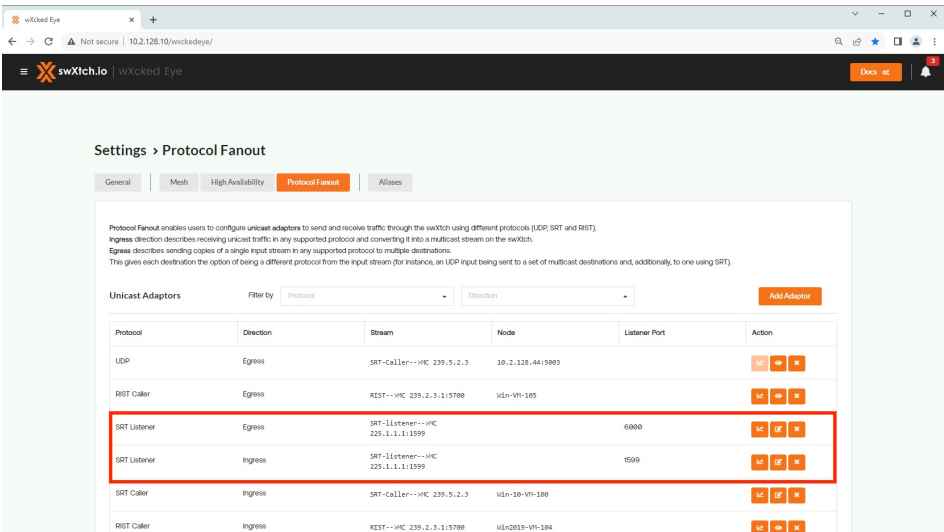 wXcked Eye
Not secure | 10.2.128.10/wxckedeye/
swXtch.io | wXcked Eye
Docs
3
Settings > Protocol Fanout
General | Mesh High Availability Protocol Fanout | Aliases
Protocol Fanout enables users to configure unicast adaptors to send and receive traffic through the swXtch using different protocols (UDP, SRT and RIST).
Ingress direction describes receiving unicast traffic in any supported protocol and converting it into a multicast stream on the swXtch.
Egress describes sending copies of a single input stream in any supported protocol to multiple destinations.
This gives each destination the option of being a different protocol from the input stream (for instance, an UDP input being sent to a set of multicast destinations and, additionally, to one using SRT).
Unicast Adaptors Filter by Protocol Direction Add Adaptor
Protocol Direction Stream Node Listener Port Action
UDP Egress SRT-Caller-->MC 239.5.2.3 10.2.128.44:5003
RIST Caller Egress RIST-->MC 239.2.3.1:5700 Win-VM-105
SRT Listener Egress SRT-listener-->MC 225.1.1.1:1599 6000
SRT Listener Ingress SRT-listener-->MC 225.1.1.1:1599 1599
SRT Caller Ingress SRT-Caller-->MC 239.5.2.3 Win-10-VM-100
RIST Caller Ingress RIST-->MC 239.2.3.1:5700 Win2019-VM-104